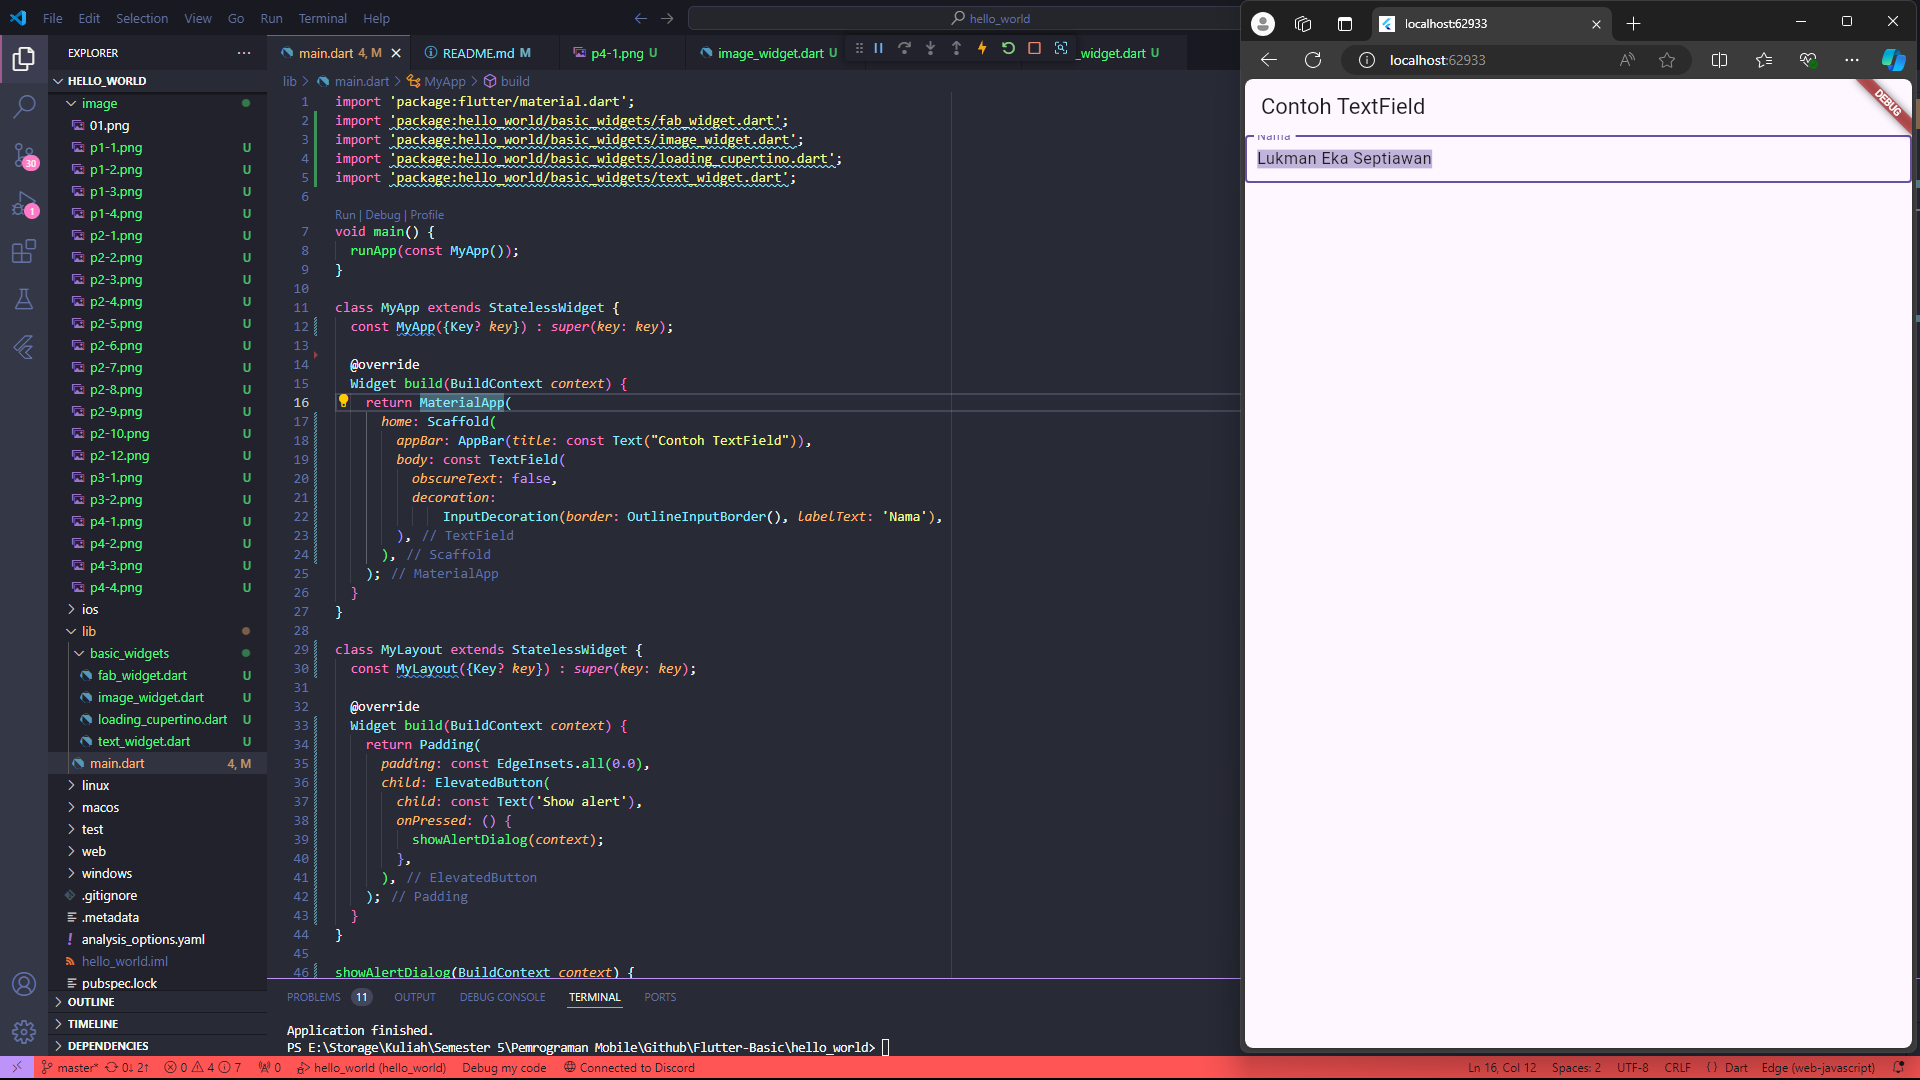 File Edit Selection View Go Run Terminal Help
hello_world
EXPLORER
HELLO_WORLD
image
01.png
p1-1.png U
p1-2.png U
p1-3.png U
p1-4.png U
p2-1.png U
p2-2.png U
p2-3.png U
p2-4.png U
p2-5.png U
p2-6.png U
p2-7.png U
p2-8.png U
p2-9.png U
p2-10.png U
p2-12.png U
p3-1.png U
p3-2.png U
p4-1.png U
p4-2.png U
p4-3.png U
p4-4.png U
ios
lib
basic_widgets
fab_widget.dart U
image_widget.dart U
loading_cupertino.dart U
text_widget.dart U
main.dart 4, M
linux
macos
test
web
windows
.gitignore
.metadata
analysis_options.yaml
hello_world.iml
pubspec.lock
OUTLINE
TIMELINE
DEPENDENCIES
30
1
main.dart 4, M
README.md M
p4-1.png U
image_widget.dart U
_widget.dart U
lib > main.dart > MyApp > build
1 import 'package:flutter/material.dart';
2 import 'package:hello_world/basic_widgets/fab_widget.dart';
3 import 'package:hello_world/basic_widgets/image_widget.dart';
4 import 'package:hello_world/basic_widgets/loading_cupertino.dart';
5 import 'package:hello_world/basic_widgets/text_widget.dart';
6
Run | Debug | Profile
7 void main() {
8 runApp(const MyApp());
9 }
10
11 class MyApp extends StatelessWidget {
12 const MyApp({Key? key}) : super(key: key);
13
14 @override
15 Widget build(BuildContext context) {
16 return MaterialApp(
17 home: Scaffold(
18 appBar: AppBar(title: const Text("Contoh TextField")),
19 body: const TextField(
20 obscureText: false,
21 decoration:
22 InputDecoration(border: OutlineInputBorder(), labelText: 'Nama'),
23 ), // TextField
24 ), // Scaffold
25 ); // MaterialApp
26 }
27 }
28
29 class MyLayout extends StatelessWidget {
30 const MyLayout({Key? key}) : super(key: key);
31
32 @override
33 Widget build(BuildContext context) {
34 return Padding(
35 padding: const EdgeInsets.all(0.0),
36 child: ElevatedButton(
37 child: const Text('Show alert'),
38 onPressed: () {
39 showAlertDialog(context);
40 },
41 ), // ElevatedButton
42 ); // Padding
43 }
44 }
45
46 showAlertDialog(BuildContext context) {
PROBLEMS 11 OUTPUT DEBUG CONSOLE TERMINAL PORTS
Application finished.
PS E:\Storage\Kuliah\Semester 5\Pemrograman Mobile\Github\Flutter-Basic\hello_world>
master* 0↓ 2↑ 0 4 7 0 hello_world (hello_world) Debug my code Connected to Discord
Ln 16, Col 12 Spaces: 2 UTF-8 CRLF { } Dart Edge (web-javascript)
localhost:62933
localhost:62933
Contoh TextField
DEBUG
Nama
Lukman Eka Septiawan